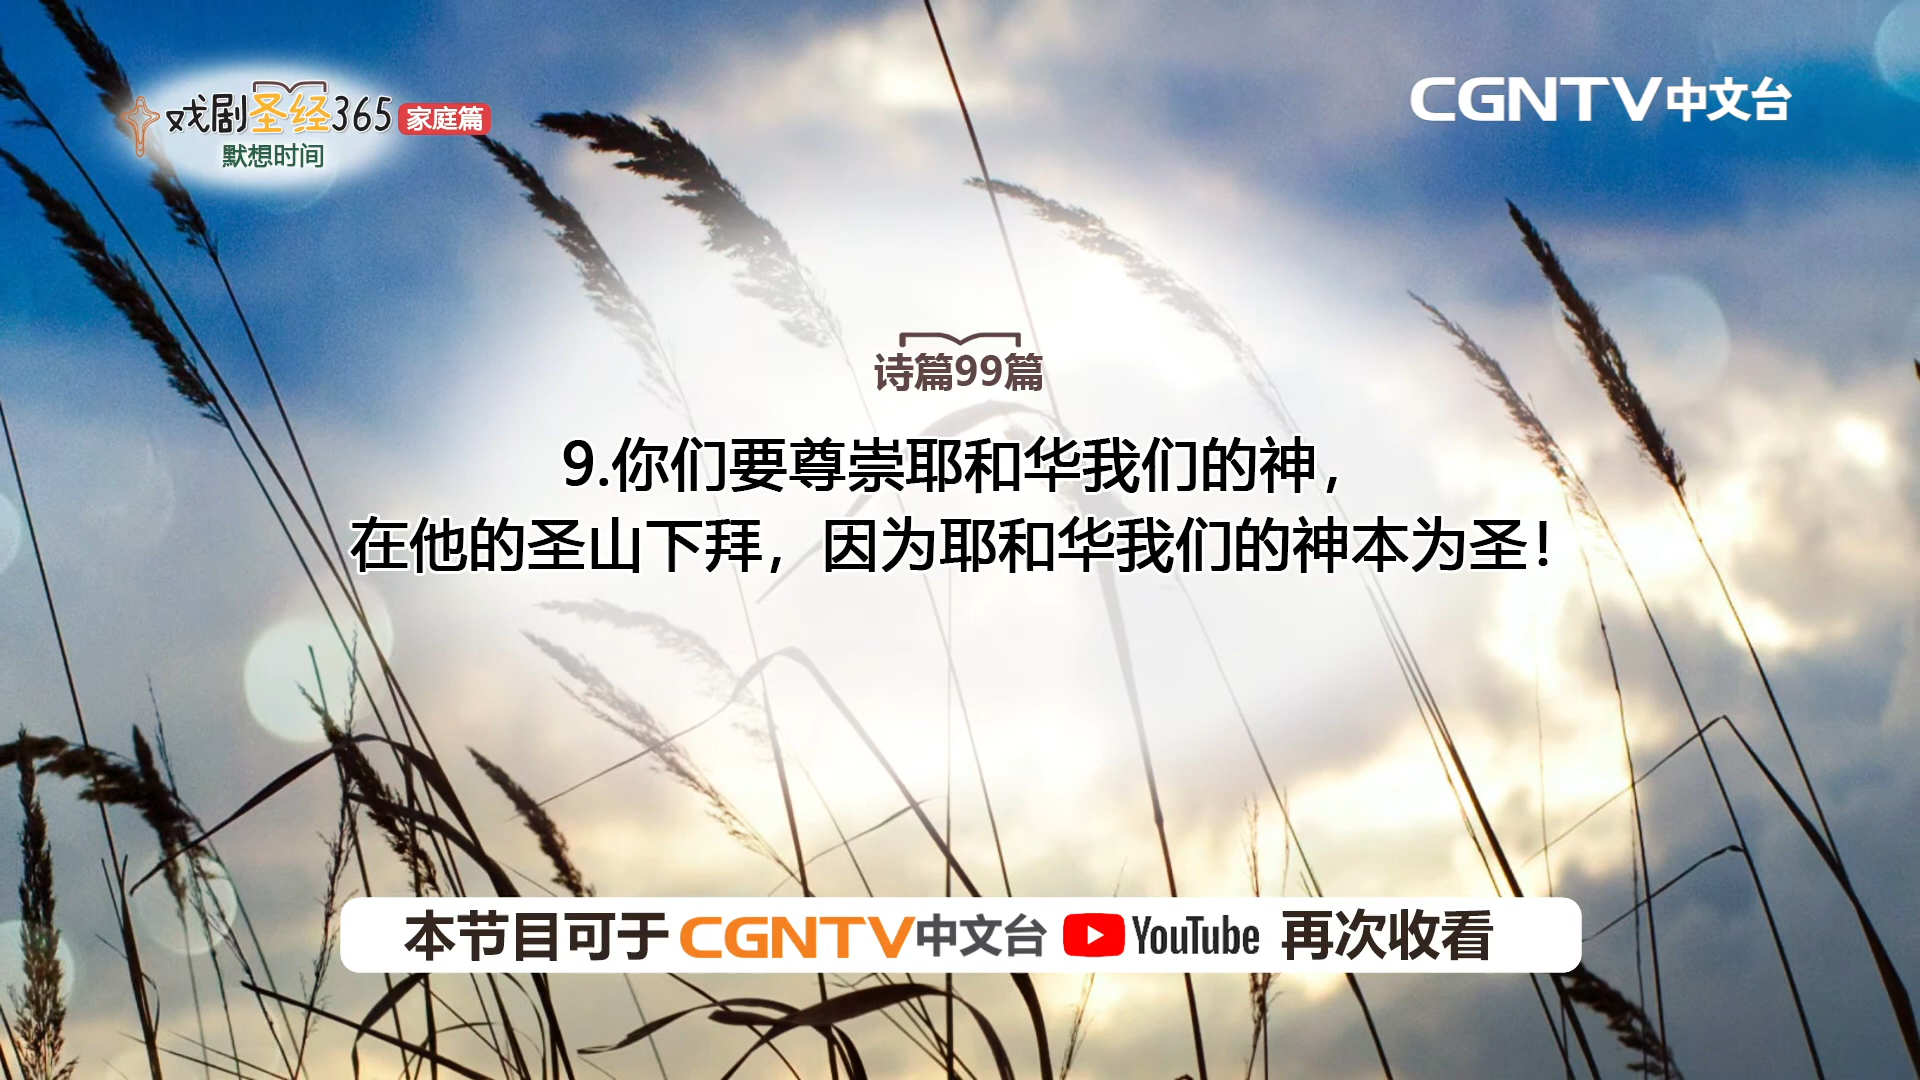 戏剧圣经365 家庭篇
默想时间
CGNTV中文台
诗篇99篇
9.你们要尊崇耶和华我们的神，
在他的圣山下拜，因为耶和华我们的神本为圣！
本节目可于 CGNTV中文台 YouTube 再次收看